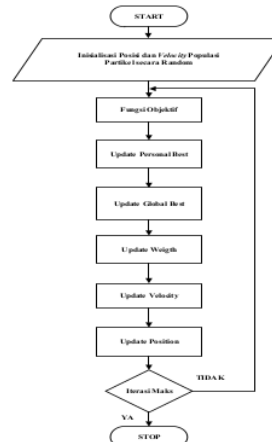 START
Inisialisasi Posisi dan Velocity Populasi
Partikel secara Random
Fungsi Objektif
Update Personal Best
Update Global Best
Update Weigth
Update Velocity
Update Position
Iterasi Maks
TIDAK
YA
STOP